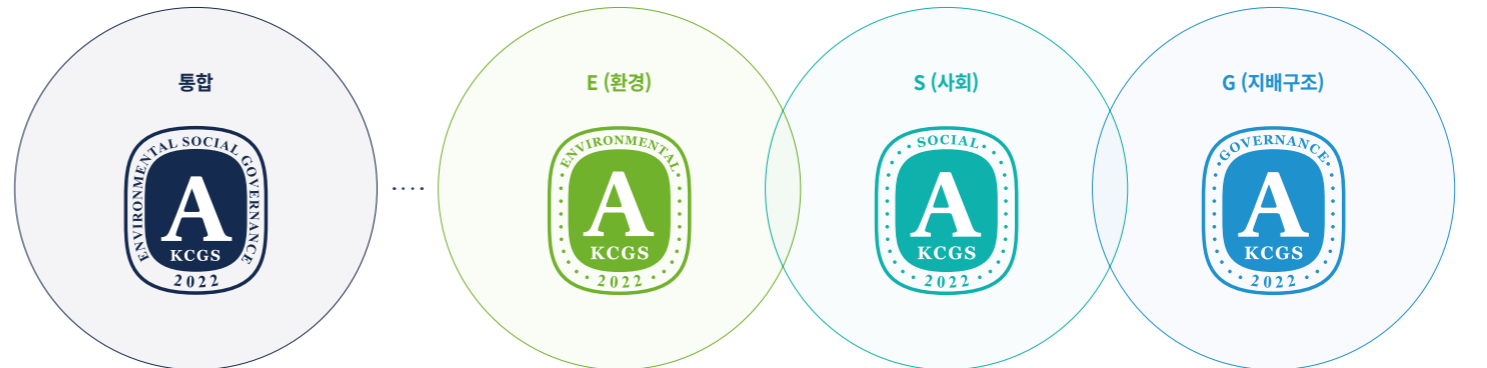 통합
ENVIRONMENTAL SOCIAL GOVERNANCE
A
KCGS
2022
E (환경)
ENVIRONMENTAL
A
KCGS
2022
S (사회)
SOCIAL
A
KCGS
2022
G (지배구조)
GOVERNANCE
A
KCGS
2022